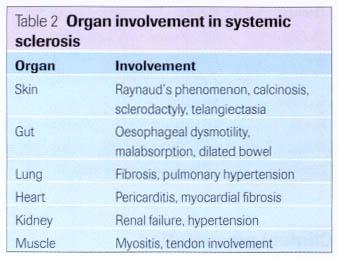 Table 2 Organ involvement in systemic
sclerosis
Organ Involvement
Skin Raynaud's phenomenon, calcinosis,
sclerodactyly, telangiectasia
Gut Oesophageal dysmotility,
malabsorption, dilated bowel
Lung Fibrosis, pulmonary hypertension
Heart Pericarditis, myocardial fibrosis
Kidney Renal failure, hypertension
Muscle Myositis, tendon involvement